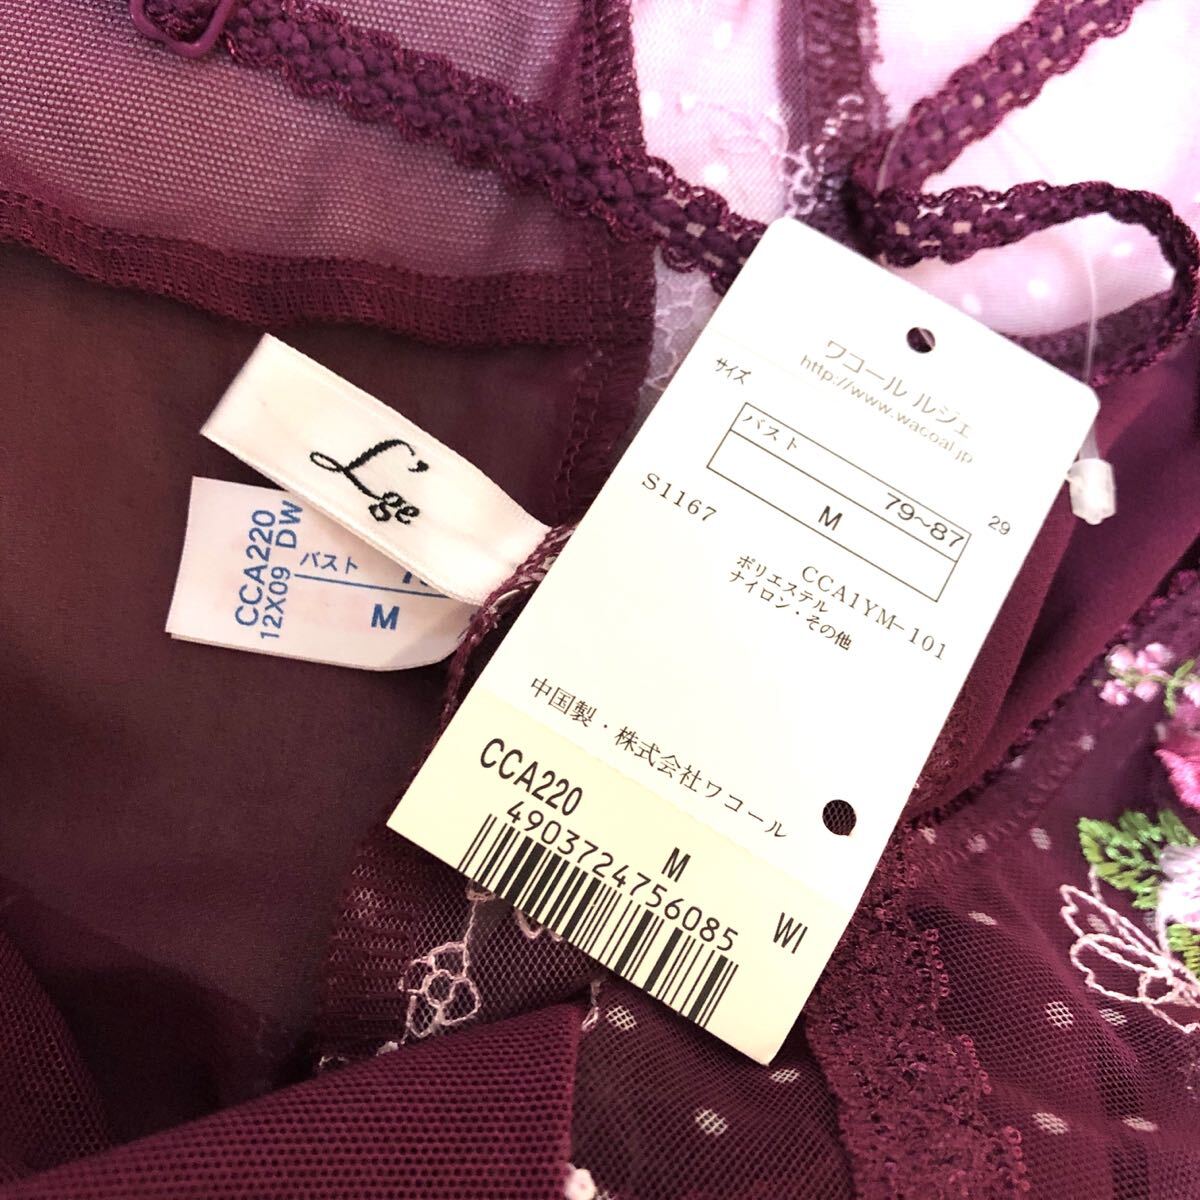 ワコール ルジェ
http://www.wacoal.jp
サイズ
バスト 79~87
M
29
S1167
CCA1YM-101
ポリエステル
ナイロン・その他
中国製・株式会社ワコール
CCA220 M WI
4903724756085
L'ge
CCA220
12X09 DW
バスト
M